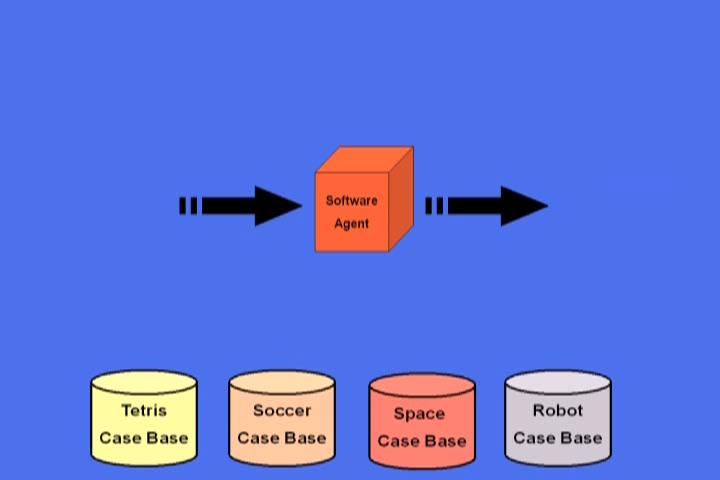 Software
Agent
Tetris
Case Base
Soccer
Case Base
Space
Case Base
Robot
Case Base